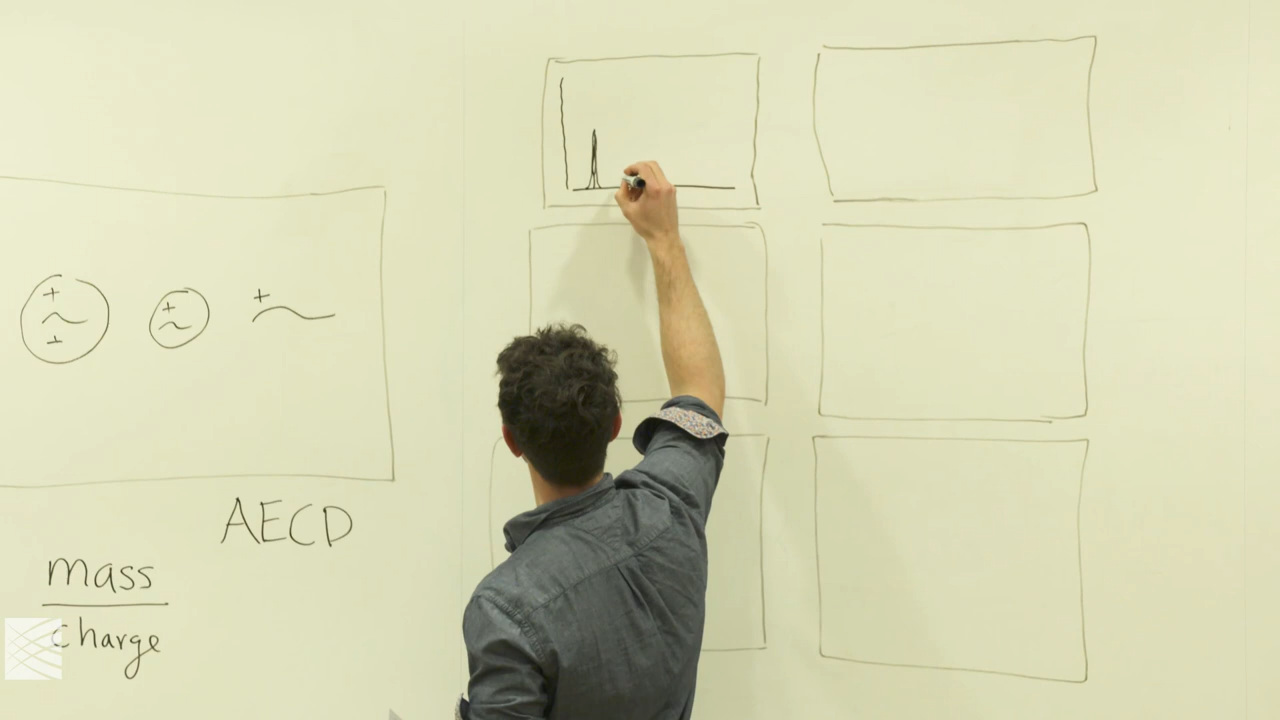 +
+
+
±
AECD
mass
charge